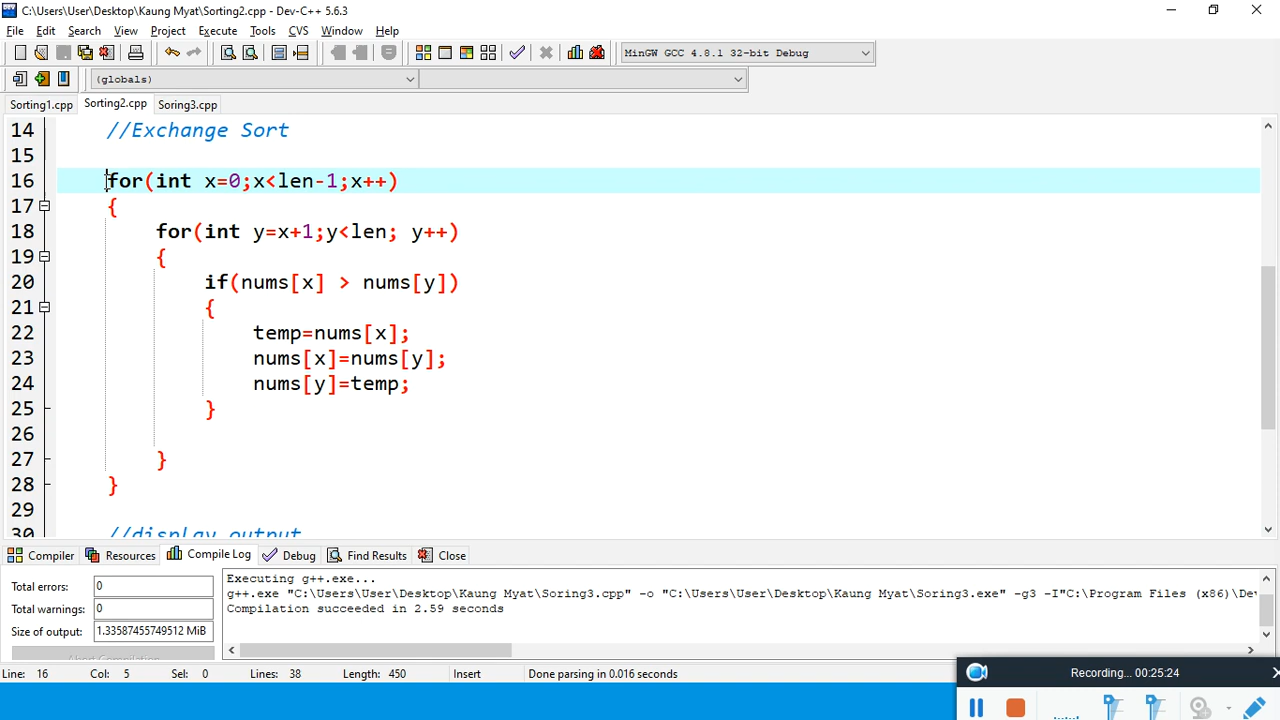 C:\Users\User\Desktop\Kaung Myat\Sorting2.cpp - Dev-C++ 5.6.3
File Edit Search View Project Execute Tools CVS Window Help
MinGW GCC 4.8.1 32-bit Debug
(globals)
Sorting1.cpp Sorting2.cpp Soring3.cpp
14 //Exchange Sort
15
16 for(int x=0;x<len-1;x++)
17 {
18 for(int y=x+1;y<len; y++)
19 {
20 if(nums[x] > nums[y])
21 {
22 temp=nums[x];
23 nums[x]=nums[y];
24 nums[y]=temp;
25 }
26
27 }
28 }
29
30 //display output
Compiler Resources Compile Log Debug Find Results Close
Total errors: 0
Total warnings: 0
Size of output: 1.33587455749512 MiB
Abort Compilation
Executing g++.exe...
g++.exe "C:\Users\User\Desktop\Kaung Myat\Soring3.cpp" -o "C:\Users\User\Desktop\Kaung Myat\Soring3.exe" -g3 -I"C:\Program Files (x86)\Dev
Compilation succeeded in 2.59 seconds
Line: 16 Col: 5 Sel: 0 Lines: 38 Length: 450 Insert Done parsing in 0.016 seconds
Recording... 00:25:24